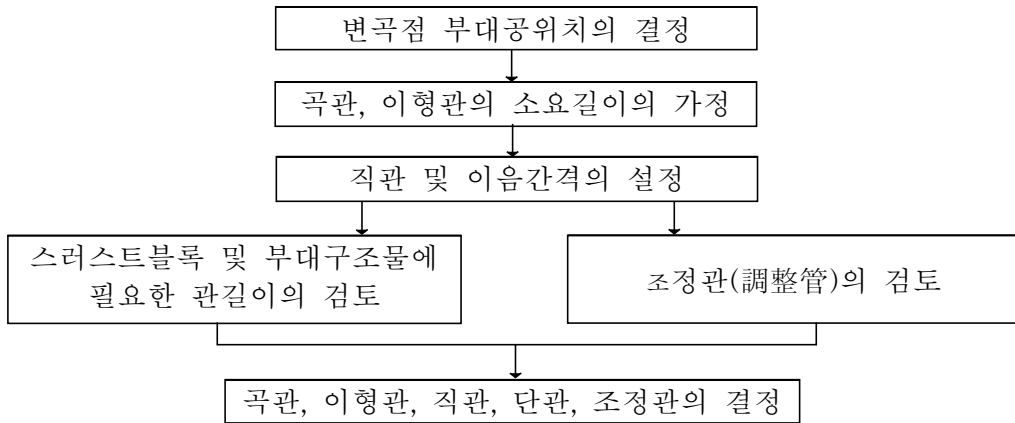 변곡점 부대공위치의 결정
곡관, 이형관의 소요길이의 가정
직관 및 이음간격의 설정
스러스트블록 및 부대구조물에
필요한 관길이의 검토
조정관(調整管)의 검토
곡관, 이형관, 직관, 단관, 조정관의 결정